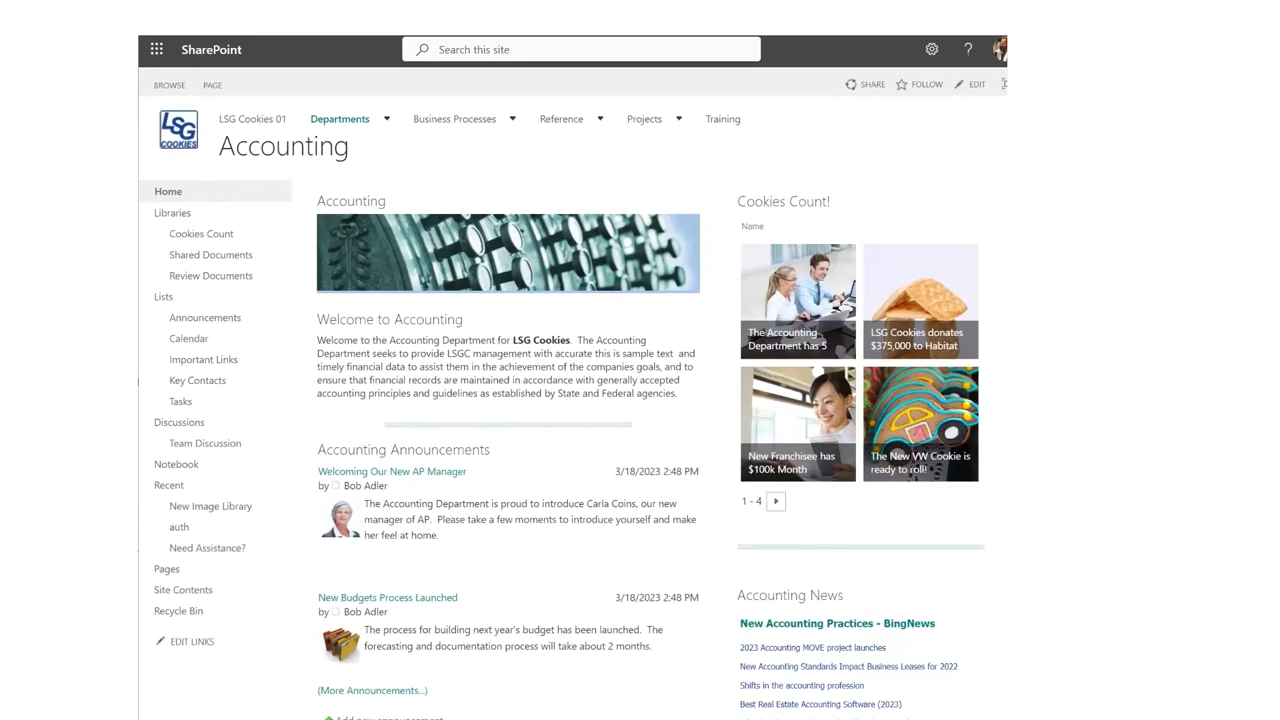 SharePoint
Search this site
?
BROWSE
PAGE
SHARE
FOLLOW
EDIT
LSG
COOKIES
LSG Cookies 01
Departments
Business Processes
Reference
Projects
Training
Accounting
Home
Libraries
Cookies Count
Shared Documents
Review Documents
Lists
Announcements
Calendar
Important Links
Key Contacts
Tasks
Discussions
Team Discussion
Notebook
Recent
New Image Library
auth
Need Assistance?
Pages
Site Contents
Recycle Bin
EDIT LINKS
Accounting
Welcome to Accounting
Welcome to the Accounting Department for LSG Cookies. The Accounting
Department seeks to provide LSGC management with accurate this is sample text and
timely financial data to assist them in the achievement of the companies goals, and to
ensure that financial records are maintained in accordance with generally accepted
accounting principles and guidelines as established by State and Federal agencies.
Accounting Announcements
Welcoming Our New AP Manager 3/18/2023 2:48 PM
by Bob Adler
The Accounting Department is proud to introduce Carla Coins, our new
manager of AP. Please take a few moments to introduce yourself and make
her feel at home.
New Budgets Process Launched 3/18/2023 2:48 PM
by Bob Adler
The process for building next year's budget has been launched. The
forecasting and documentation process will take about 2 months.
(More Announcements...)
Add new announcement
Cookies Count!
Name
The Accounting
Department has 5
LSG Cookies donates
$375,000 to Habitat
New Franchisee has
$100k Month
The New VW Cookie is
ready to roll!
1 - 4
Accounting News
New Accounting Practices - BingNews
2023 Accounting MOVE project launches
New Accounting Standards Impact Business Leases for 2022
Shifts in the accounting profession
Best Real Estate Accounting Software (2023)